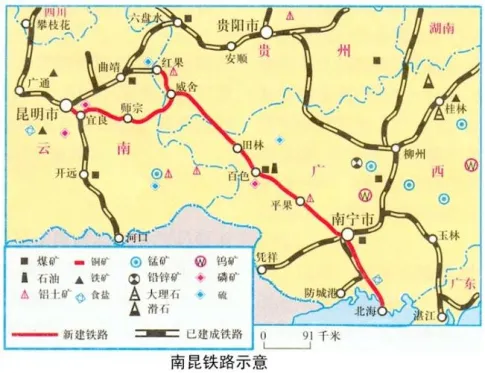 四川
攀枝花
六盘水
贵阳市
湖南
贵 州
安顺
曲靖
红果
广通
威舍
桂林
昆明市
宜良
师宗
云 南
旧林
柳州
百色
广 西
开远
平果
南宁市
河口
凭祥
玉林
防城港
广东
北海
湛江
煤矿 铜矿 锰矿 钨矿
石油 铁矿 铅锌矿 磷矿
铝土矿 食盐 大理石 硫
滑石
新建铁路 已建成铁路
0 91 千米
南昆铁路示意